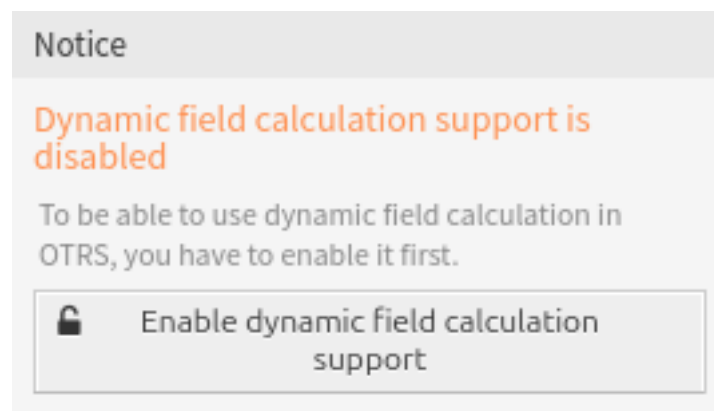 Notice
Dynamic field calculation support is
disabled
To be able to use dynamic field calculation in
OTRS, you have to enable it first.
Enable dynamic field calculation
support